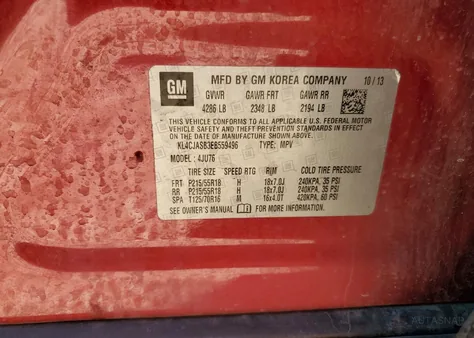 GM
MFD BY GM KOREA COMPANY 10/13
GVWR GAWR FRT GAWR RR
4286 LB 2348 LB 2194 LB
THIS VEHICLE CONFORMS TO ALL APPLICABLE U.S. FEDERAL MOTOR
VEHICLE SAFETY AND THEFT PREVENTION STANDARDS IN EFFECT ON
THE DATE OF MANUFACTURE SHOWN ABOVE.
KL4CJASB3EB559496 TYPE: MPV
MODEL: 4JU76
TIRE SIZE SPEED RTG RIM COLD TIRE PRESSURE
FRT P215/55R18 H 18x7.0J 240KPA, 35 PSI
RR P215/55R18 H 18x7.0J 240KPA, 35 PSI
SPA T125/70R16 M 16x4.0T 420KPA, 60 PSI
SEE OWNER'S MANUAL FOR MORE INFORMATION.
AUTASNAP